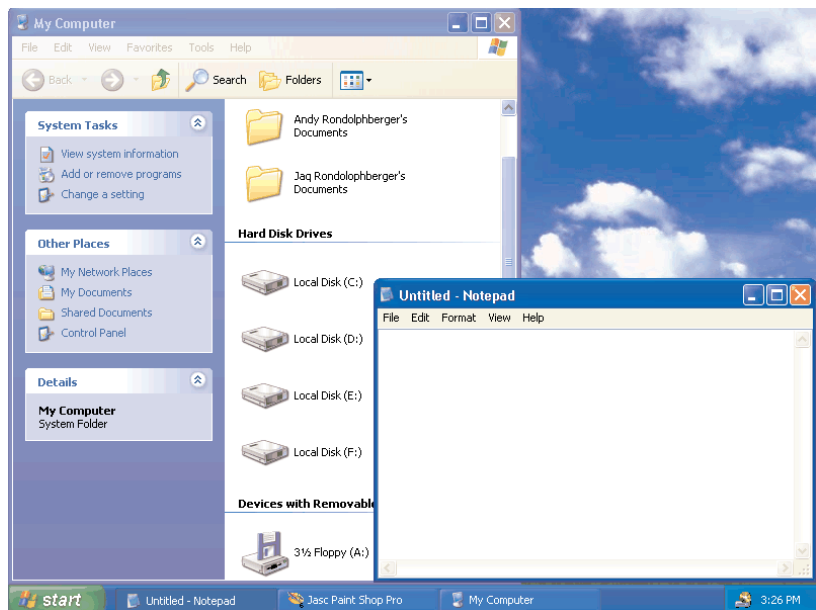 My Computer
File Edit View Favorites Tools Help
Back Search Folders
System Tasks
View system information
Add or remove programs
Change a setting
Other Places
My Network Places
My Documents
Shared Documents
Control Panel
Details
My Computer
System Folder
Andy Rondolphberger's
Documents
Jaq Rondolophberger's
Documents
Hard Disk Drives
Local Disk (C:)
Local Disk (D:)
Local Disk (E:)
Local Disk (F:)
Devices with Removable
3½ Floppy (A:)
Untitled - Notepad
File Edit Format View Help
start Untitled - Notepad Jasc Paint Shop Pro My Computer 3:26 PM